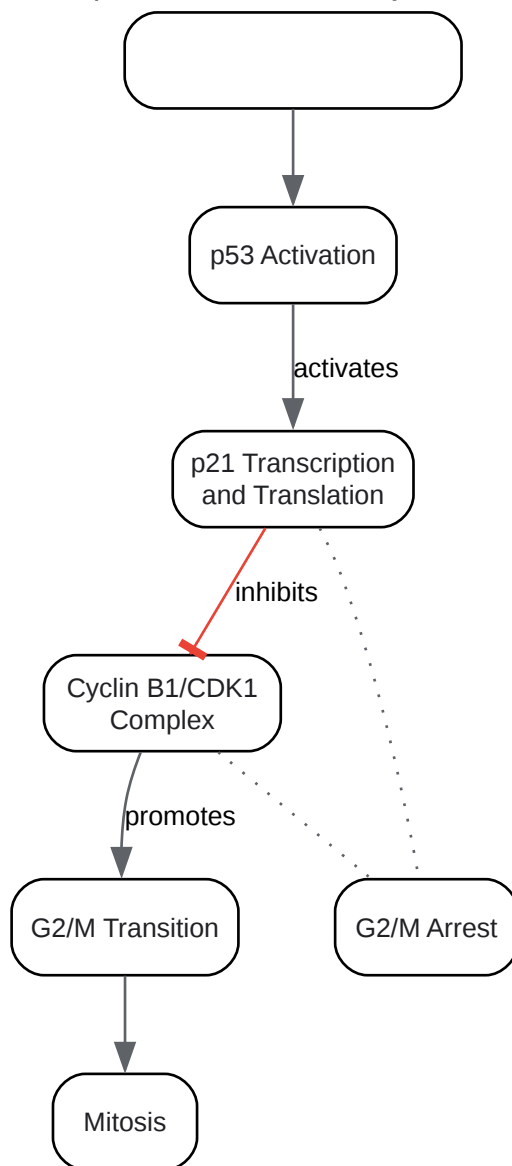 p53 Activation
activates
p21 Transcription
and Translation
inhibits
Cyclin B1/CDK1
Complex
promotes
G2/M Transition
G2/M Arrest
Mitosis